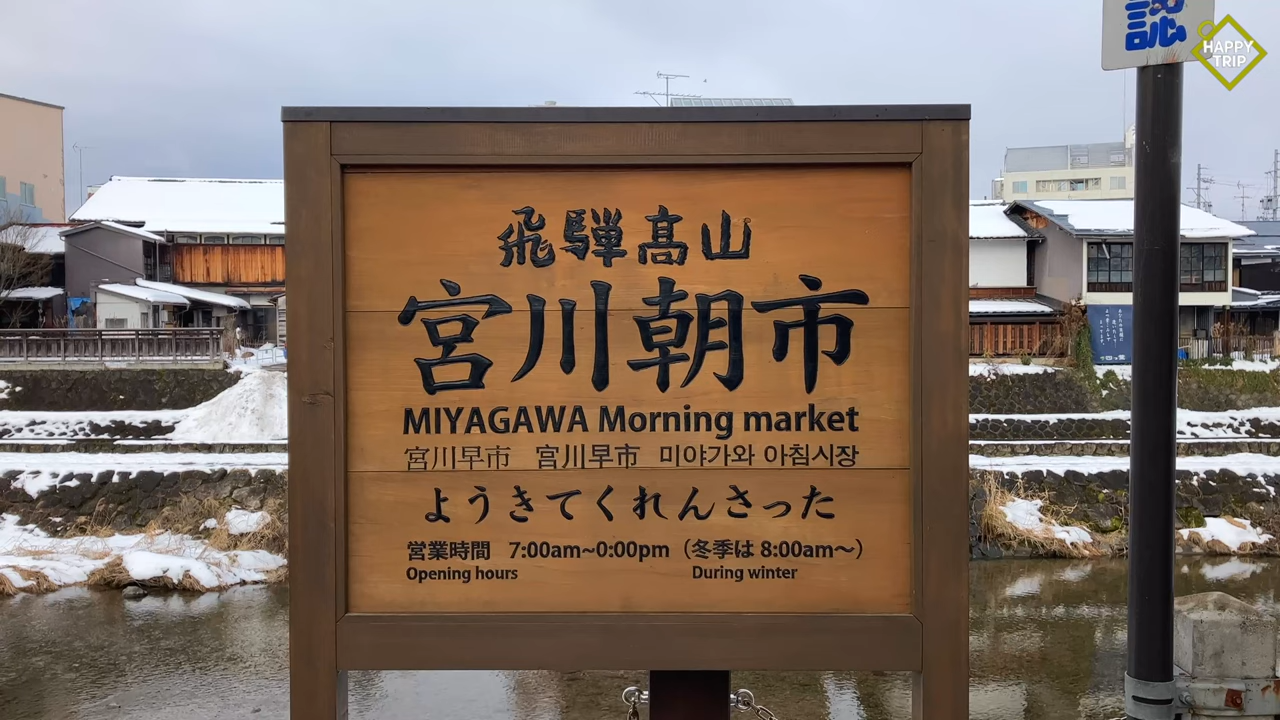 飛騨髙山
宮川朝市
MIYAGAWA Morning market
宮川早市 宮川早市 미야가와 아침시장
ようきてくれんさった
営業時間 7:00am~0:00pm (冬季は 8:00am～)
Opening hours During winter
認
HAPPY
TRIP